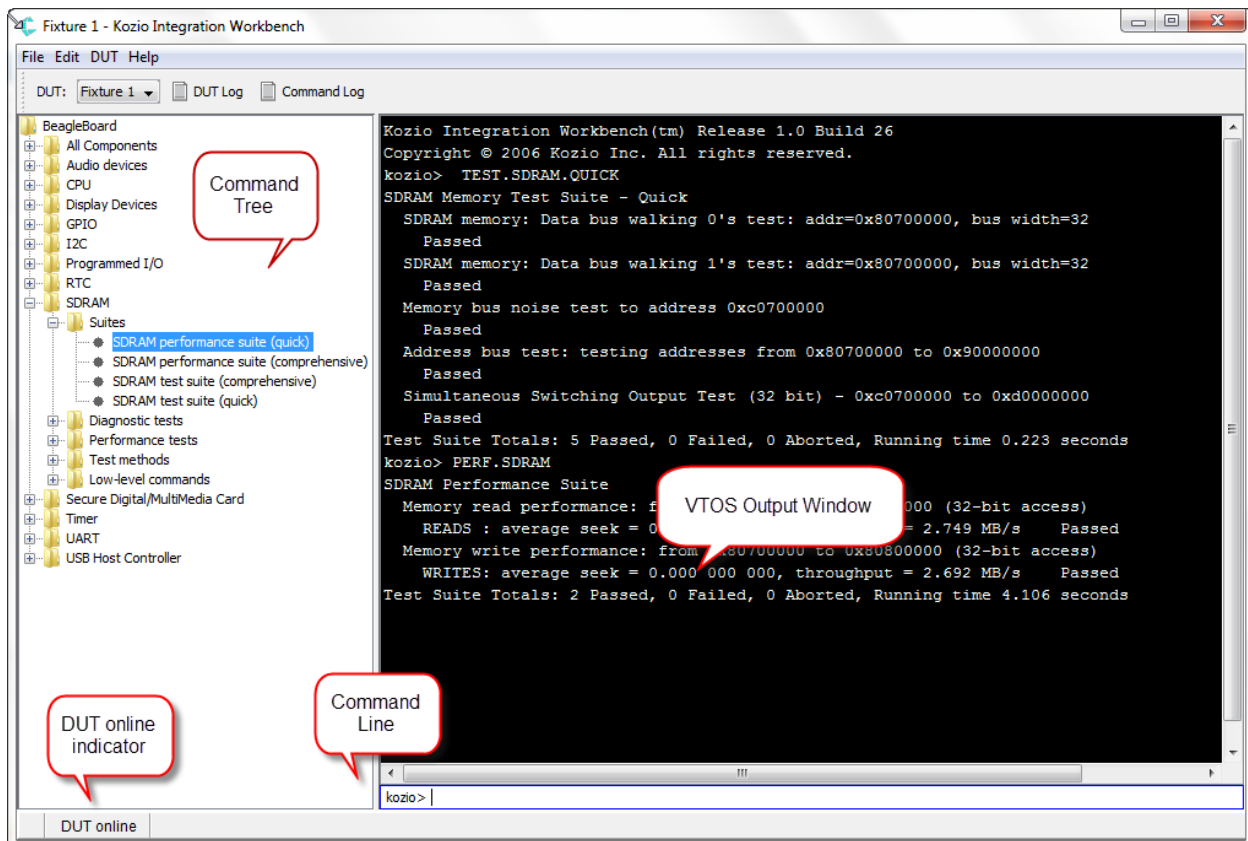 Fixture 1 - Kozio Integration Workbench
File Edit DUT Help
DUT: Fixture 1 DUT Log Command Log
BeagleBoard
All Components
Audio devices
CPU
Display Devices
GPIO
I2C
Programmed I/O
RTC
SDRAM
Suites
SDRAM performance suite (quick)
SDRAM performance suite (comprehensive)
SDRAM test suite (comprehensive)
SDRAM test suite (quick)
Diagnostic tests
Performance tests
Test methods
Low-level commands
Secure Digital/MultiMedia Card
Timer
UART
USB Host Controller
Command
Tree
Kozio Integration Workbench(tm) Release 1.0 Build 26
Copyright © 2006 Kozio Inc. All rights reserved.
kozio> TEST.SDRAM.QUICK
SDRAM Memory Test Suite - Quick
SDRAM memory: Data bus walking 0's test: addr=0x80700000, bus width=32
Passed
SDRAM memory: Data bus walking 1's test: addr=0x80700000, bus width=32
Passed
Memory bus noise test to address 0xc0700000
Passed
Address bus test: testing addresses from 0x80700000 to 0x90000000
Passed
Simultaneous Switching Output Test (32 bit) - 0xc0700000 to 0xd0000000
Passed
Test Suite Totals: 5 Passed, 0 Failed, 0 Aborted, Running time 0.223 seconds
kozio> PERF.SDRAM
SDRAM Performance Suite
Memory read performance: (32-bit access)
READS : average seek = = 2.749 MB/s Passed
Memory write performance: from to 0x80800000 (32-bit access)
WRITES: average seek = 0.000 000 000, throughput = 2.692 MB/s Passed
Test Suite Totals: 2 Passed, 0 Failed, 0 Aborted, Running time 4.106 seconds
VTOS Output Window
Command
Line
DUT online
indicator
kozio>
DUT online